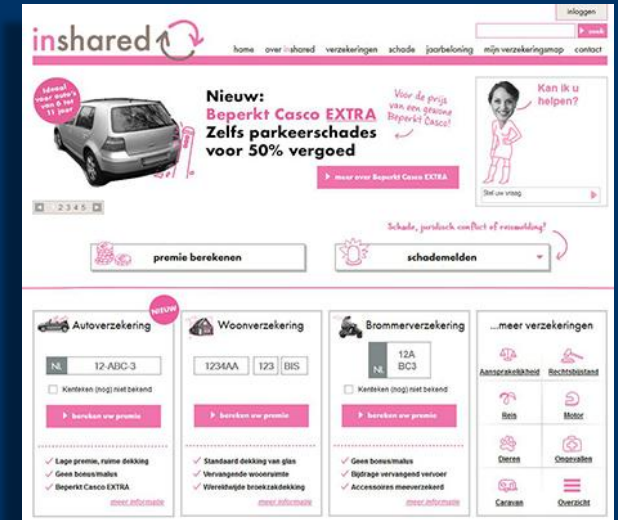 inloggen
inshared
zoek
home over inshared verzekeringen schade jaarbeloning mijn verzekeringsmap contact
Ideaal
voor auto's
van 6 tot
11 jaar
Nieuw:
Beperkt Casco EXTRA
Zelfs parkeerschades
voor 50% vergoed
Voor de prijs
van een gewone
Beperkt Casco!
meer over Beperkt Casco EXTRA
Kan ik u
helpen?
Stel uw vraag
2 3 4 5
Schade, juridisch conflict of reismelding?
premie berekenen
schademelden
NIEUW
Autoverzekering
NL 12-ABC-3
Kenteken (nog) niet bekend
bereken uw premie
Lage premie, ruime dekking
Geen bonus/malus
Beperkt Casco EXTRA
meer informatie
Woonverzekering
1234AA 123 BIS
bereken uw premie
Standaard dekking van glas
Vervangende woonruimte
Wereldwijde broekzakdekking
meer informatie
Brommerverzekering
NL
12A
BC3
Kenteken (nog) niet bekend
bereken uw premie
Geen bonus/malus
Bijdrage vervangend vervoer
Accessoires meeverzekerd
meer informatie
...meer verzekeringen
Aansprakelijkheid Rechtsbijstand
Reis Motor
Dieren Ongevallen
Caravan Overzicht